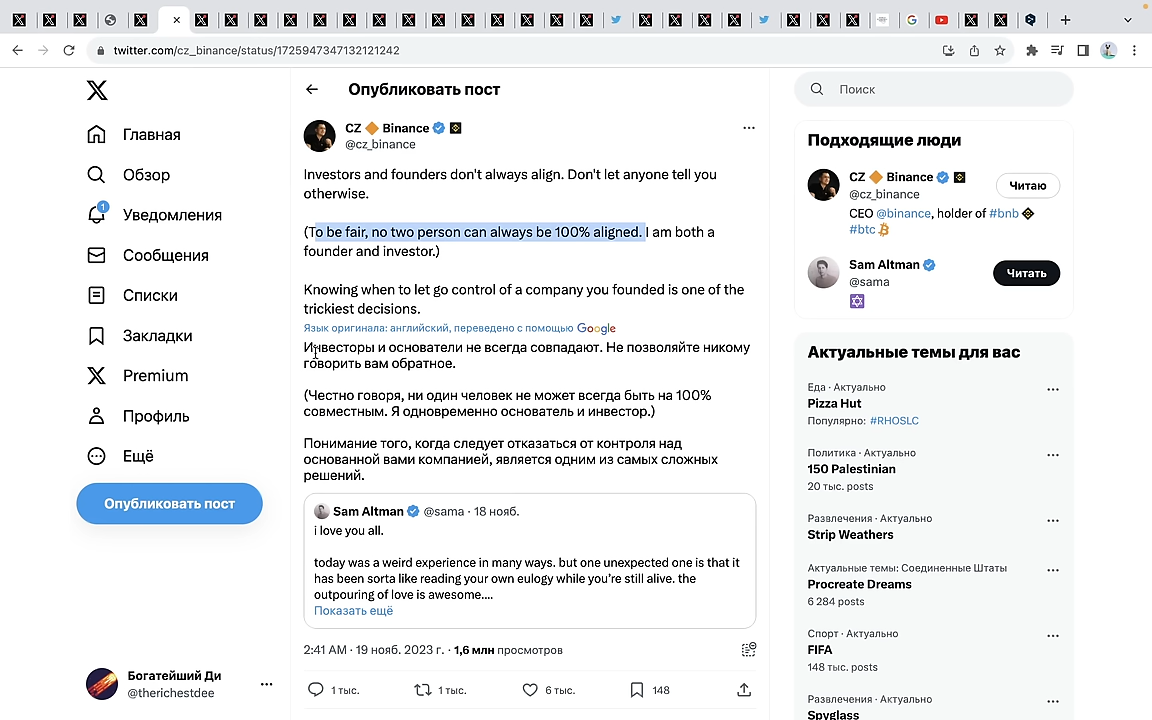 twitter.com/cz_binance/status/1725947347132121242
Главная
Обзор
1
Уведомления
Сообщения
Списки
Закладки
Premium
Профиль
Ещё
Опубликовать пост
Богатейший Ди
@therichestdee
Опубликовать пост
CZ 🔶 Binance
@cz_binance
Investors and founders don't always align. Don't let anyone tell you
otherwise.
(To be fair, no two person can always be 100% aligned. I am both a
founder and investor.)
Knowing when to let go control of a company you founded is one of the
trickiest decisions.
Язык оригинала: английский, переведено с помощью Google
Инвесторы и основатели не всегда совпадают. Не позволяйте никому
говорить вам обратное.
(Честно говоря, ни один человек не может всегда быть на 100%
совместным. Я одновременно основатель и инвестор.)
Понимание того, когда следует отказаться от контроля над
основанной вами компанией, является одним из самых сложных
решений.
Sam Altman @sama · 18 нояб.
i love you all.
today was a weird experience in many ways. but one unexpected one is that it
has been sorta like reading your own eulogy while you're still alive. the
outpouring of love is awesome....
Показать ещё
2:41 AM · 19 нояб. 2023 г. · 1,6 млн просмотров
1 тыс. 1 тыс. 6 тыс. 148
Поиск
Подходящие люди
CZ 🔶 Binance
@cz_binance
Читаю
CEO @binance, holder of #bnb
#btc
Sam Altman
@sama
Читать
Актуальные темы для вас
Еда · Актуально
Pizza Hut
Популярно: #RHOSLC
Политика · Актуально
150 Palestinian
20 тыс. posts
Развлечения · Актуально
Strip Weathers
Актуальные темы: Соединенные Штаты
Procreate Dreams
6 284 posts
Спорт · Актуально
FIFA
148 тыс. posts
Развлечения · Актуально
Spyglass